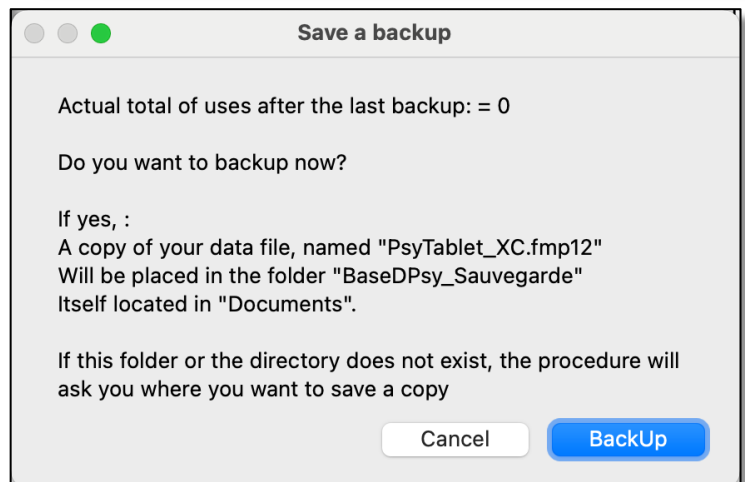 Save a backup
Actual total of uses after the last backup: = 0
Do you want to backup now?
If yes, :
A copy of your data file, named "PsyTablet_XC.fmp12"
Will be placed in the folder "BaseDPsy_Sauvegarde"
Itself located in "Documents".
If this folder or the directory does not exist, the procedure will
ask you where you want to save a copy
Cancel
BackUp